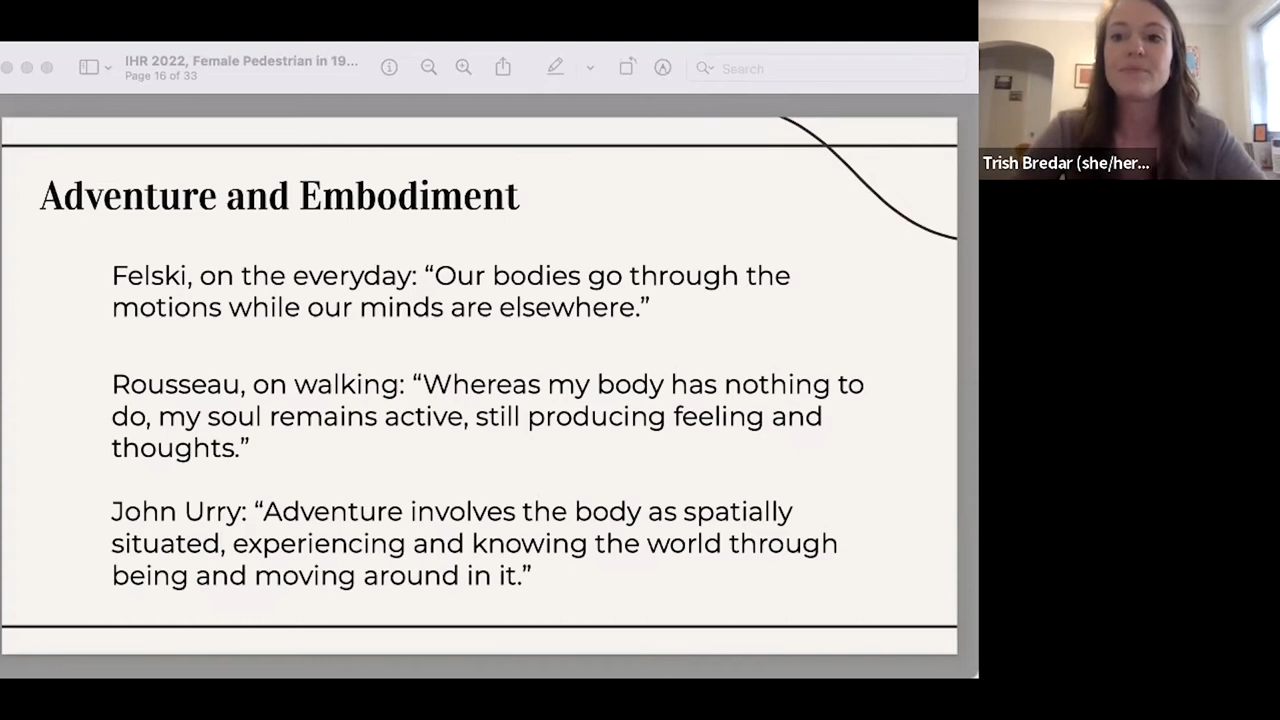 IHR 2022, Female Pedestrian in 19...
Page 16 of 33
Search
Trish Bredar (she/her...
Adventure and Embodiment
Felski, on the everyday: “Our bodies go through the
motions while our minds are elsewhere.”
Rousseau, on walking: “Whereas my body has nothing to
do, my soul remains active, still producing feeling and
thoughts.”
John Urry: “Adventure involves the body as spatially
situated, experiencing and knowing the world through
being and moving around in it.”